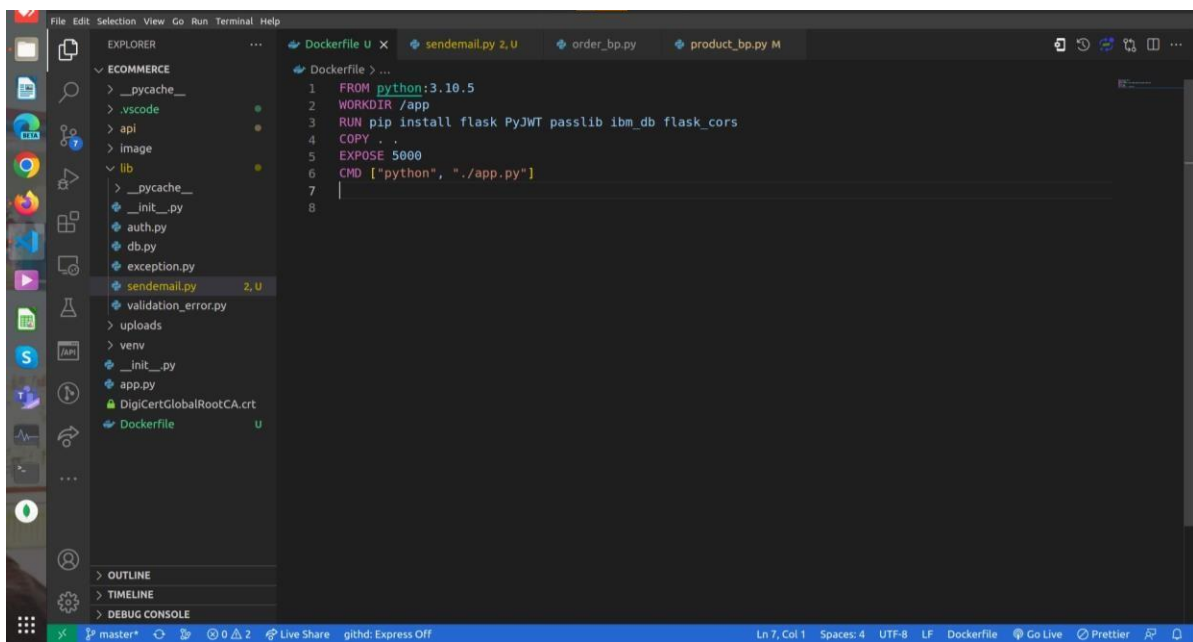 File Edit Selection View Go Run Terminal Help
EXPLORER ...
Dockerfile U
sendemail.py 2, U
order_bp.py
product_bp.py M
ECOMMERCE
__pycache__
.vscode
api
image
lib
__pycache__
__init__.py
auth.py
db.py
exception.py
sendemail.py 2, U
validation_error.py
uploads
venv
__init__.py
app.py
DigiCertGlobalRootCA.crt
Dockerfile U
OUTLINE
TIMELINE
DEBUG CONSOLE
Dockerfile > ...
1 FROM python:3.10.5
2 WORKDIR /app
3 RUN pip install flask PyJWT passlib ibm_db flask_cors
4 COPY . .
5 EXPOSE 5000
6 CMD ["python", "./app.py"]
7
8
BETA
7
/API
master* 0 2 Live Share githd: Express Off
Ln 7, Col 1 Spaces: 4 UTF-8 LF Dockerfile Go Live Prettier